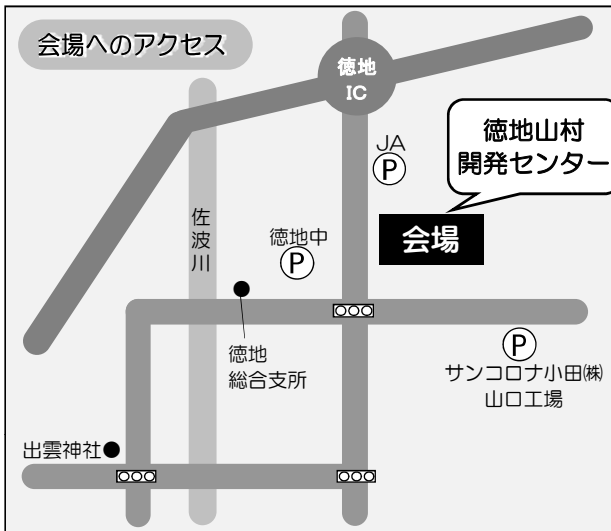 会場へのアクセス
徳地
IC
徳地山村
開発センター
JA
P
会場
佐波川
徳地中
P
徳地
総合支所
P
サンコロナ小田㈱
山口工場
出雲神社